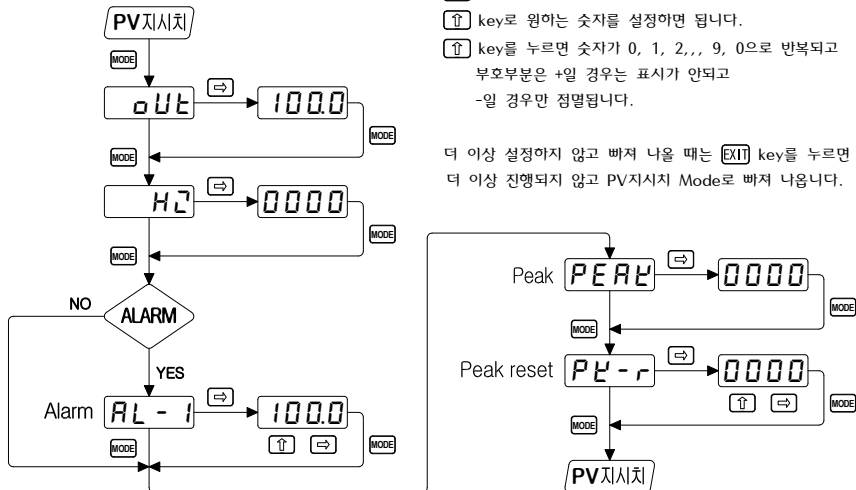 PV지시치
MODE
oUt ⇨ 100.0
MODE
MODE
HZ ⇨ 0000
MODE
MODE
NO
ALARM
YES
Alarm AL-1 ⇨ 100.0
⇧ ⇨
MODE
MODE
⇧ key로 원하는 숫자를 설정하면 됩니다.
⇧ key를 누르면 숫자가 0, 1, 2,,, 9, 0으로 반복되고
부호부분은 +일 경우는 표시가 안되고
-일 경우만 점멸됩니다.
더 이상 설정하지 않고 빠져 나올 때는 EXIT key를 누르면
더 이상 진행되지 않고 PV지시치 Mode로 빠져 나옵니다.
Peak PEAK ⇨ 0000
MODE
MODE
Peak reset PK-r ⇨ 0000
⇧ ⇨
MODE
MODE
PV지시치